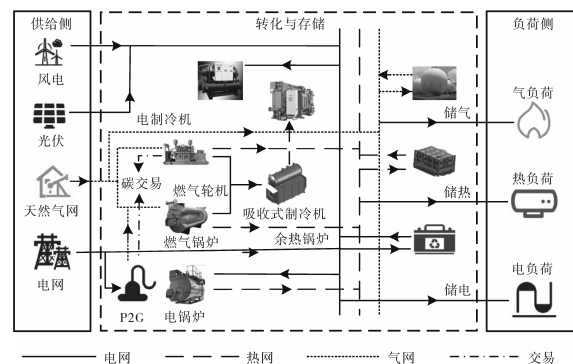 供给侧
转化与存储
负荷侧
风电
电制冷机
储气
气负荷
光伏
碳交易
燃气轮机
吸收式制冷机
天然气网
储热
热负荷
燃气锅炉
余热锅炉
电网
P2G
电锅炉
储电
电负荷
电网
热网
气网
交易